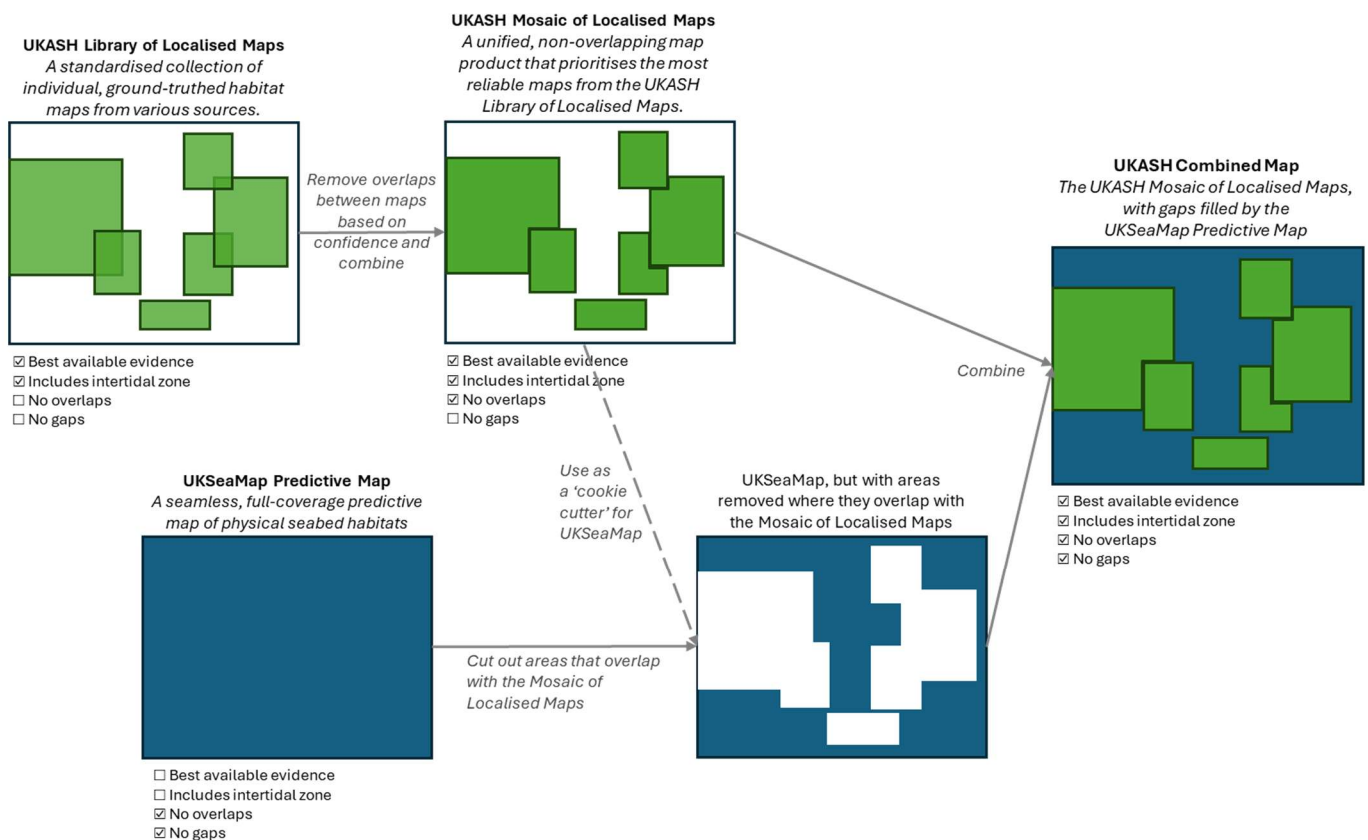 UKASH Library of Localised Maps
A standardised collection of
individual, ground-truthed habitat
maps from various sources.
☑ Best available evidence
☑ Includes intertidal zone
☐ No overlaps
☐ No gaps
Remove overlaps
between maps
based on
confidence and
combine
UKASH Mosaic of Localised Maps
A unified, non-overlapping map
product that prioritises the most
reliable maps from the UKASH
Library of Localised Maps.
☑ Best available evidence
☑ Includes intertidal zone
☑ No overlaps
☐ No gaps
Combine
UKASH Combined Map
The UKASH Mosaic of Localised Maps,
with gaps filled by the
UKSeaMap Predictive Map
☑ Best available evidence
☑ Includes intertidal zone
☑ No overlaps
☑ No gaps
UKSeaMap Predictive Map
A seamless, full-coverage predictive
map of physical seabed habitats
☐ Best available evidence
☐ Includes intertidal zone
☑ No overlaps
☑ No gaps
Use as
a ‘cookie
cutter’ for
UKSeaMap
Cut out areas that overlap
with the Mosaic of
Localised Maps
UKSeaMap, but with areas
removed where they overlap with
the Mosaic of Localised Maps